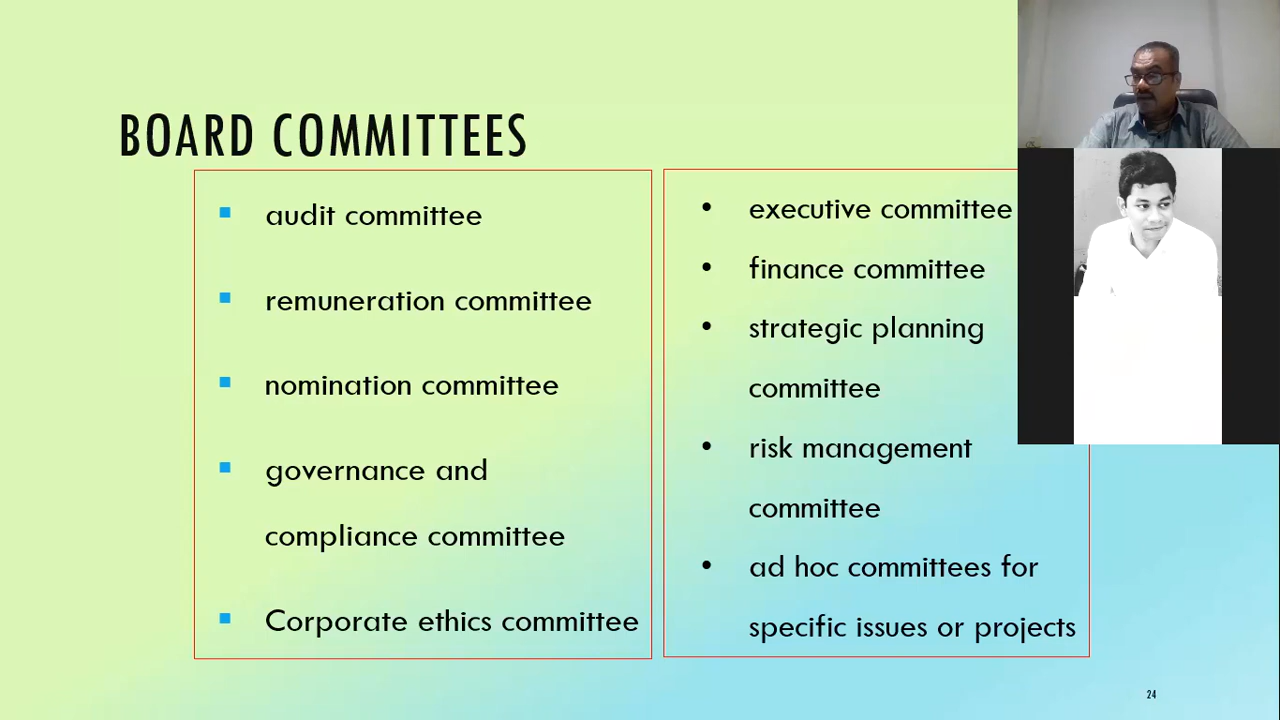 BOARD COMMITTEES
audit committee
remuneration committee
nomination committee
governance and
compliance committee
Corporate ethics committee
executive committee
finance committee
strategic planning
committee
risk management
committee
ad hoc committees for
specific issues or projects
24